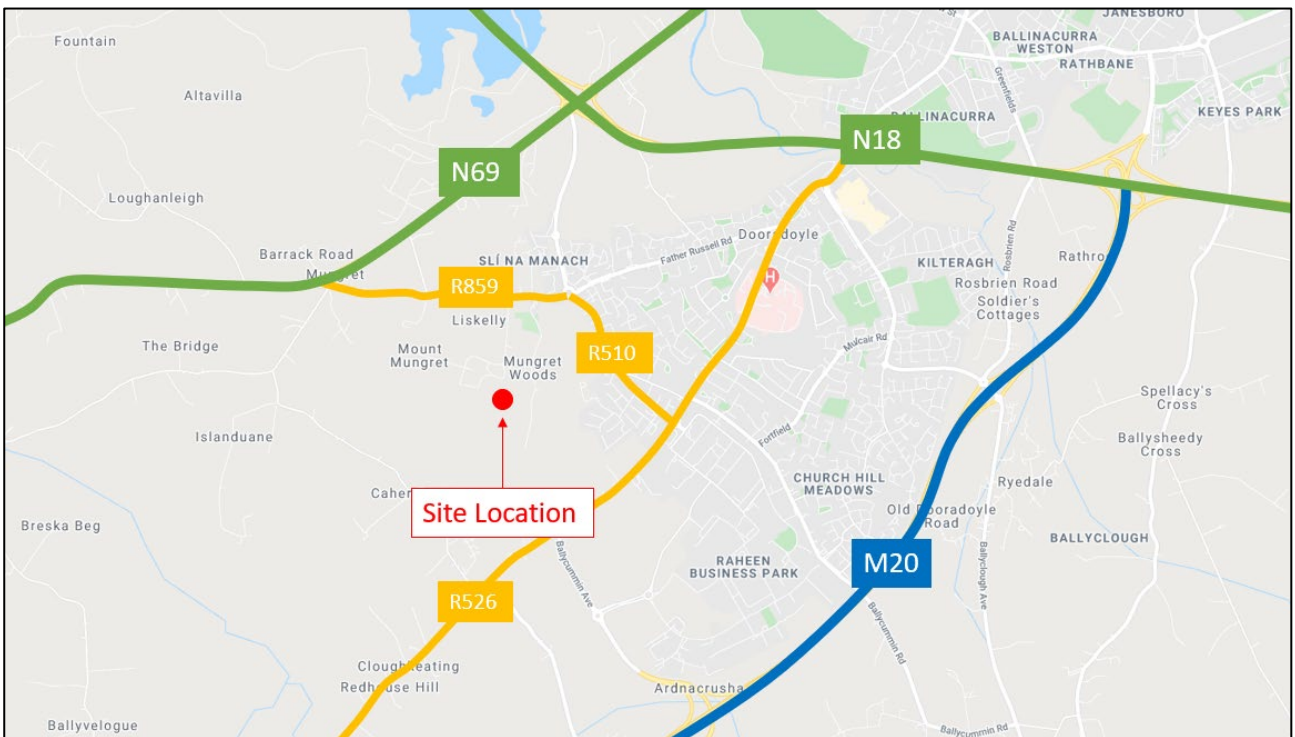 JANESBORO
Fountain
BALLINACURRA
WESTON
RATHBANE
Greenfields
Altavilla
KEYES PARK
BALLINACURRA
N18
N69
Loughanleigh
Dooradoyle
Father Russell Rd
Rosbrien Rd
Barrack Road
Mungret
SLÍ NA MANACH
KILTERAGH
H
R859
Rosbrien Road
Soldier's
Cottages
Liskelly
The Bridge
Mount
Mungret
Mungret
Woods
R510
Mulcair Rd
Spellacy's
Cross
Islanduane
Fortfield
Ballysheedy
Cross
CHURCH HILL
MEADOWS
Ryedale
Site Location
Old Dooradoyle
Road
Breska Beg
BALLYCLOUGH
RAHEEN
BUSINESS PARK
M20
Ballycummin Ave
Ballyclough Ave
R526
Ballycummin Rd
Cloughkeating
Redhouse Hill
Ardnacrusha
Ballyvelogue
Ballycummin Rd